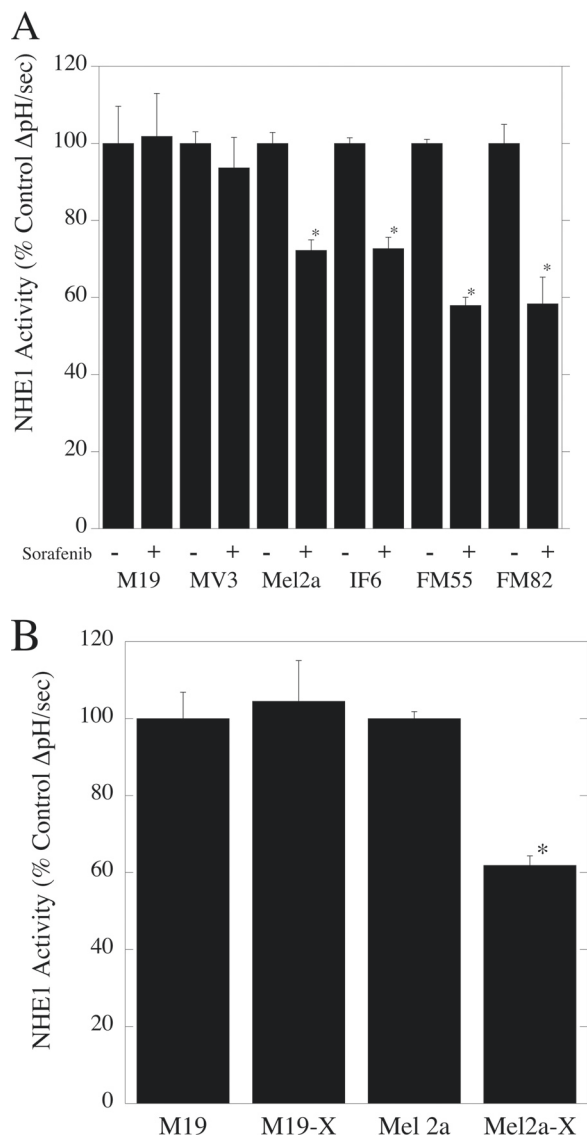 A
NHE1 Activity (% Control ΔpH/sec)
120
100
80
60
40
20
0
* * * *
Sorafenib - + - + - + - + - + - +
M19 MV3 Mel2a IF6 FM55 FM82
B
NHE1 Activity (% Control ΔpH/sec)
120
100
80
60
40
20
0
*
M19 M19-X Mel 2a Mel2a-X